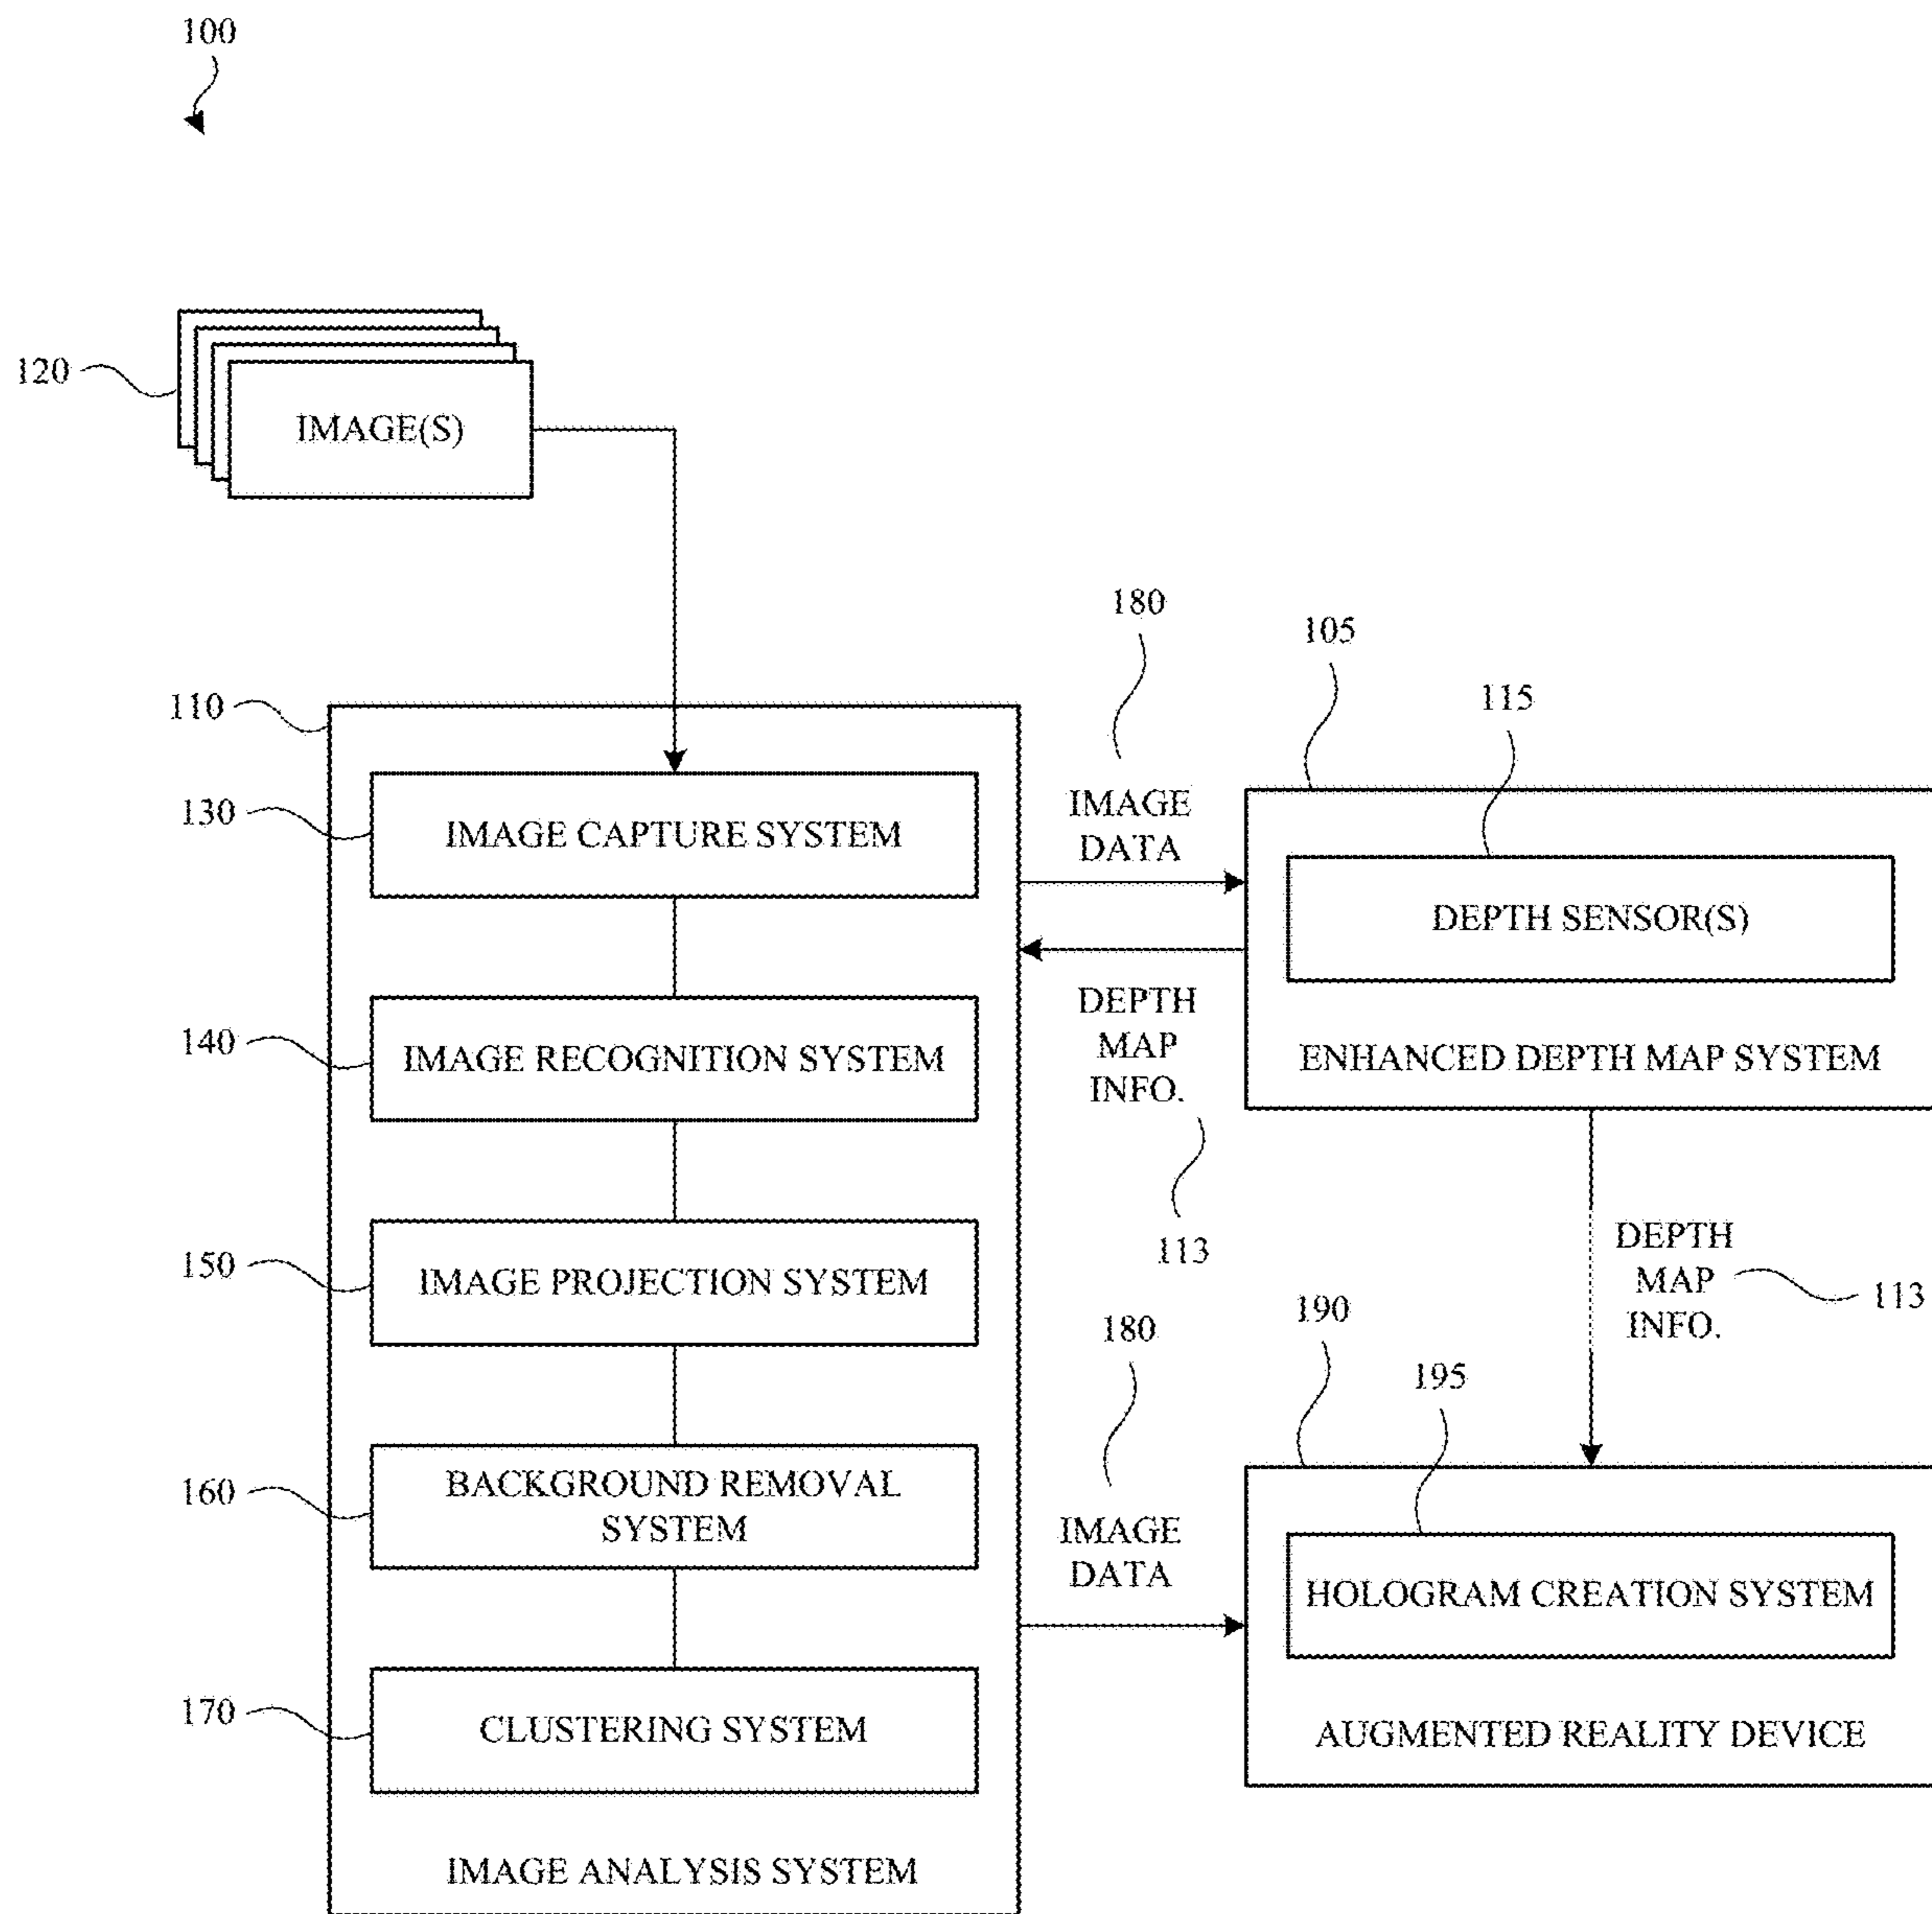 100
120
IMAGE(S)
180
105
115
110
130
IMAGE CAPTURE SYSTEM
IMAGE
DATA
DEPTH SENSOR(S)
ENHANCED DEPTH MAP SYSTEM
140
IMAGE RECOGNITION SYSTEM
DEPTH
MAP
INFO.
113
150
IMAGE PROJECTION SYSTEM
DEPTH
MAP
INFO.
113
180
190
195
160
BACKGROUND REMOVAL
SYSTEM
IMAGE
DATA
HOLOGRAM CREATION SYSTEM
AUGMENTED REALITY DEVICE
170
CLUSTERING SYSTEM
IMAGE ANALYSIS SYSTEM